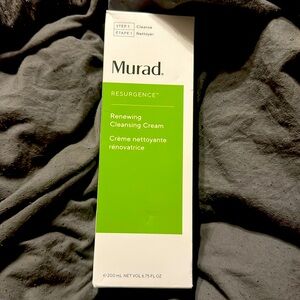 STEP 1 Cleanse
ÉTAPE 1 Nettoyer
Murad.
RESURGENCE™
Renewing
Cleansing Cream
Crème nettoyante
rénovatrice
e 200 mL NET VOL 6.75 FL OZ